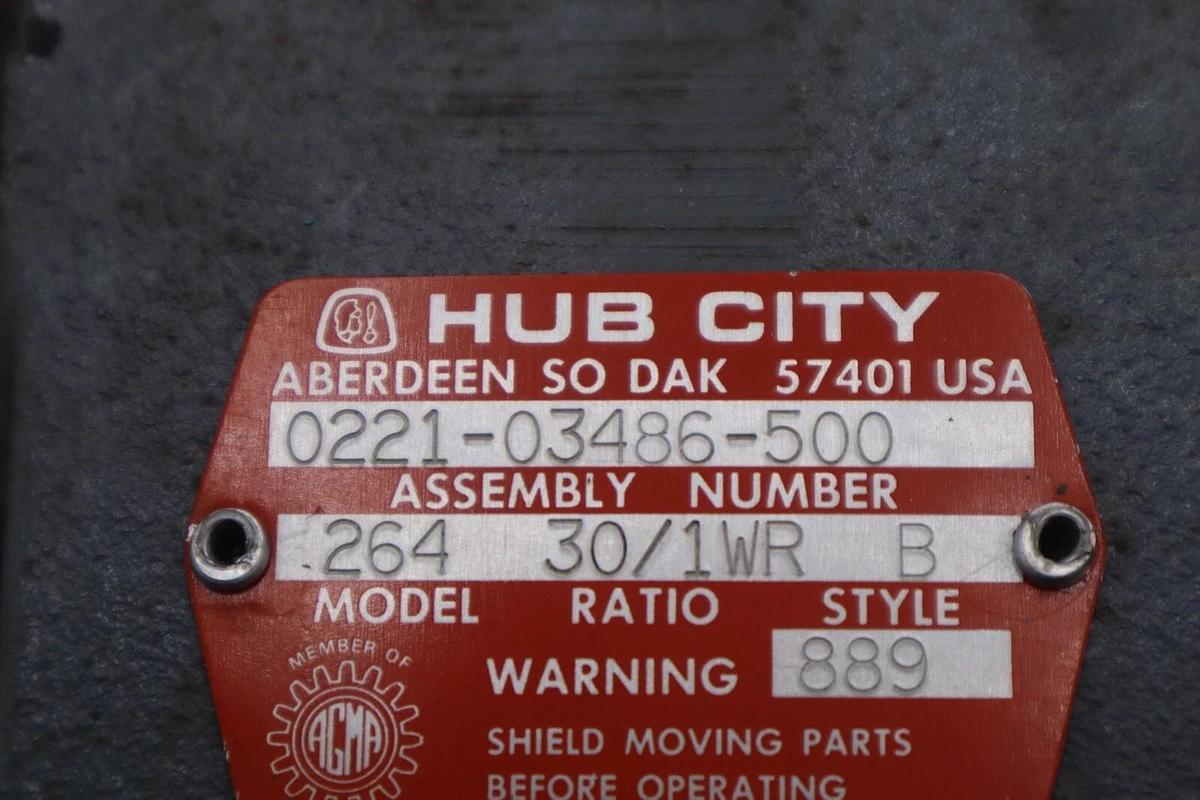 HUB CITY
ABERDEEN SO DAK 57401 USA
0221-03486-500
ASSEMBLY NUMBER
264 30/1WR B
MODEL RATIO STYLE
MEMBER OF
AGMA
WARNING 889
SHIELD MOVING PARTS
BEFORE OPERATING